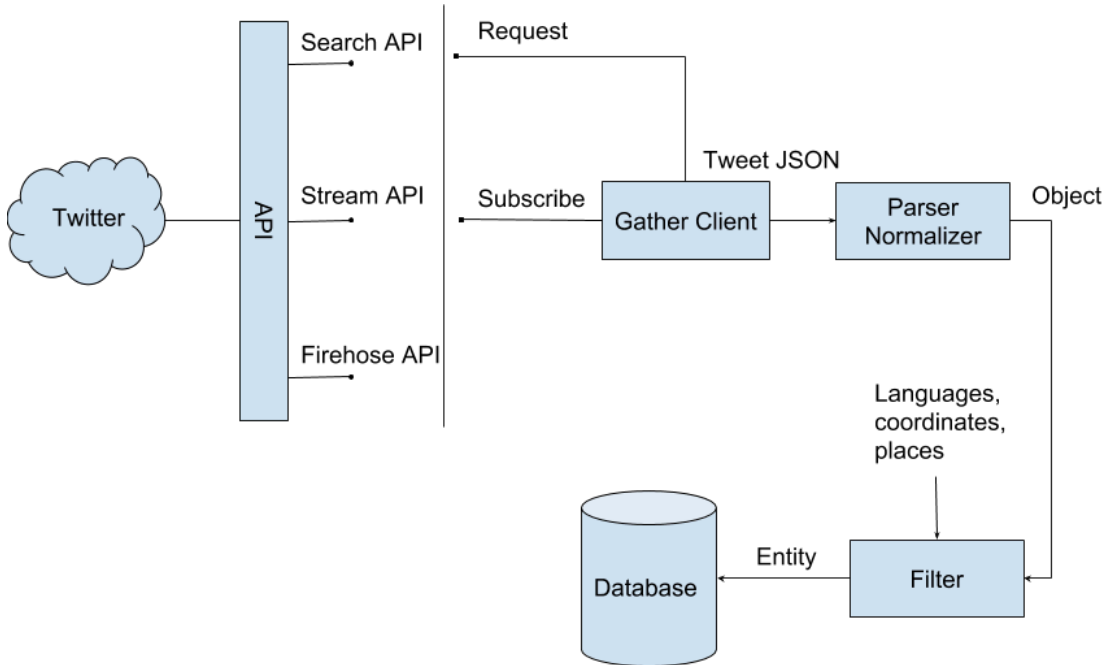 Search API
Request
Tweet JSON
Twitter
API
Stream API
Subscribe
Gather Client
Parser
Normalizer
Object
Firehose API
Languages,
coordinates,
places
Database
Entity
Filter